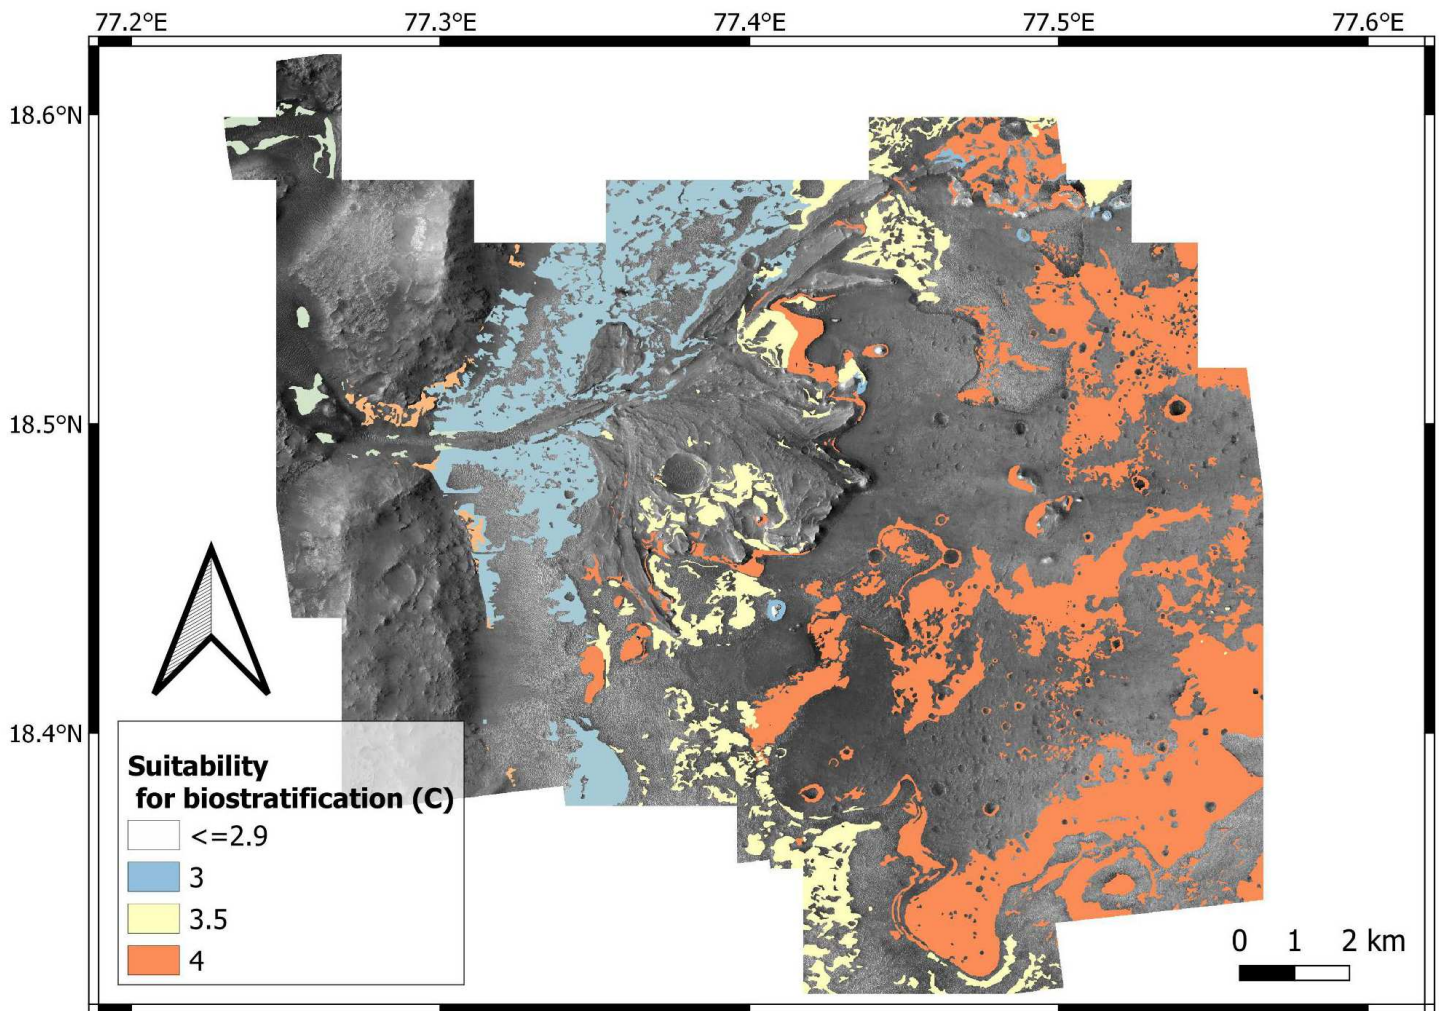 77.2°E 77.3°E 77.4°E 77.5°E 77.6°E
18.6°N
18.5°N
18.4°N
Suitability
for biostratification (C)
<=2.9
3
3.5
4
0 1 2 km